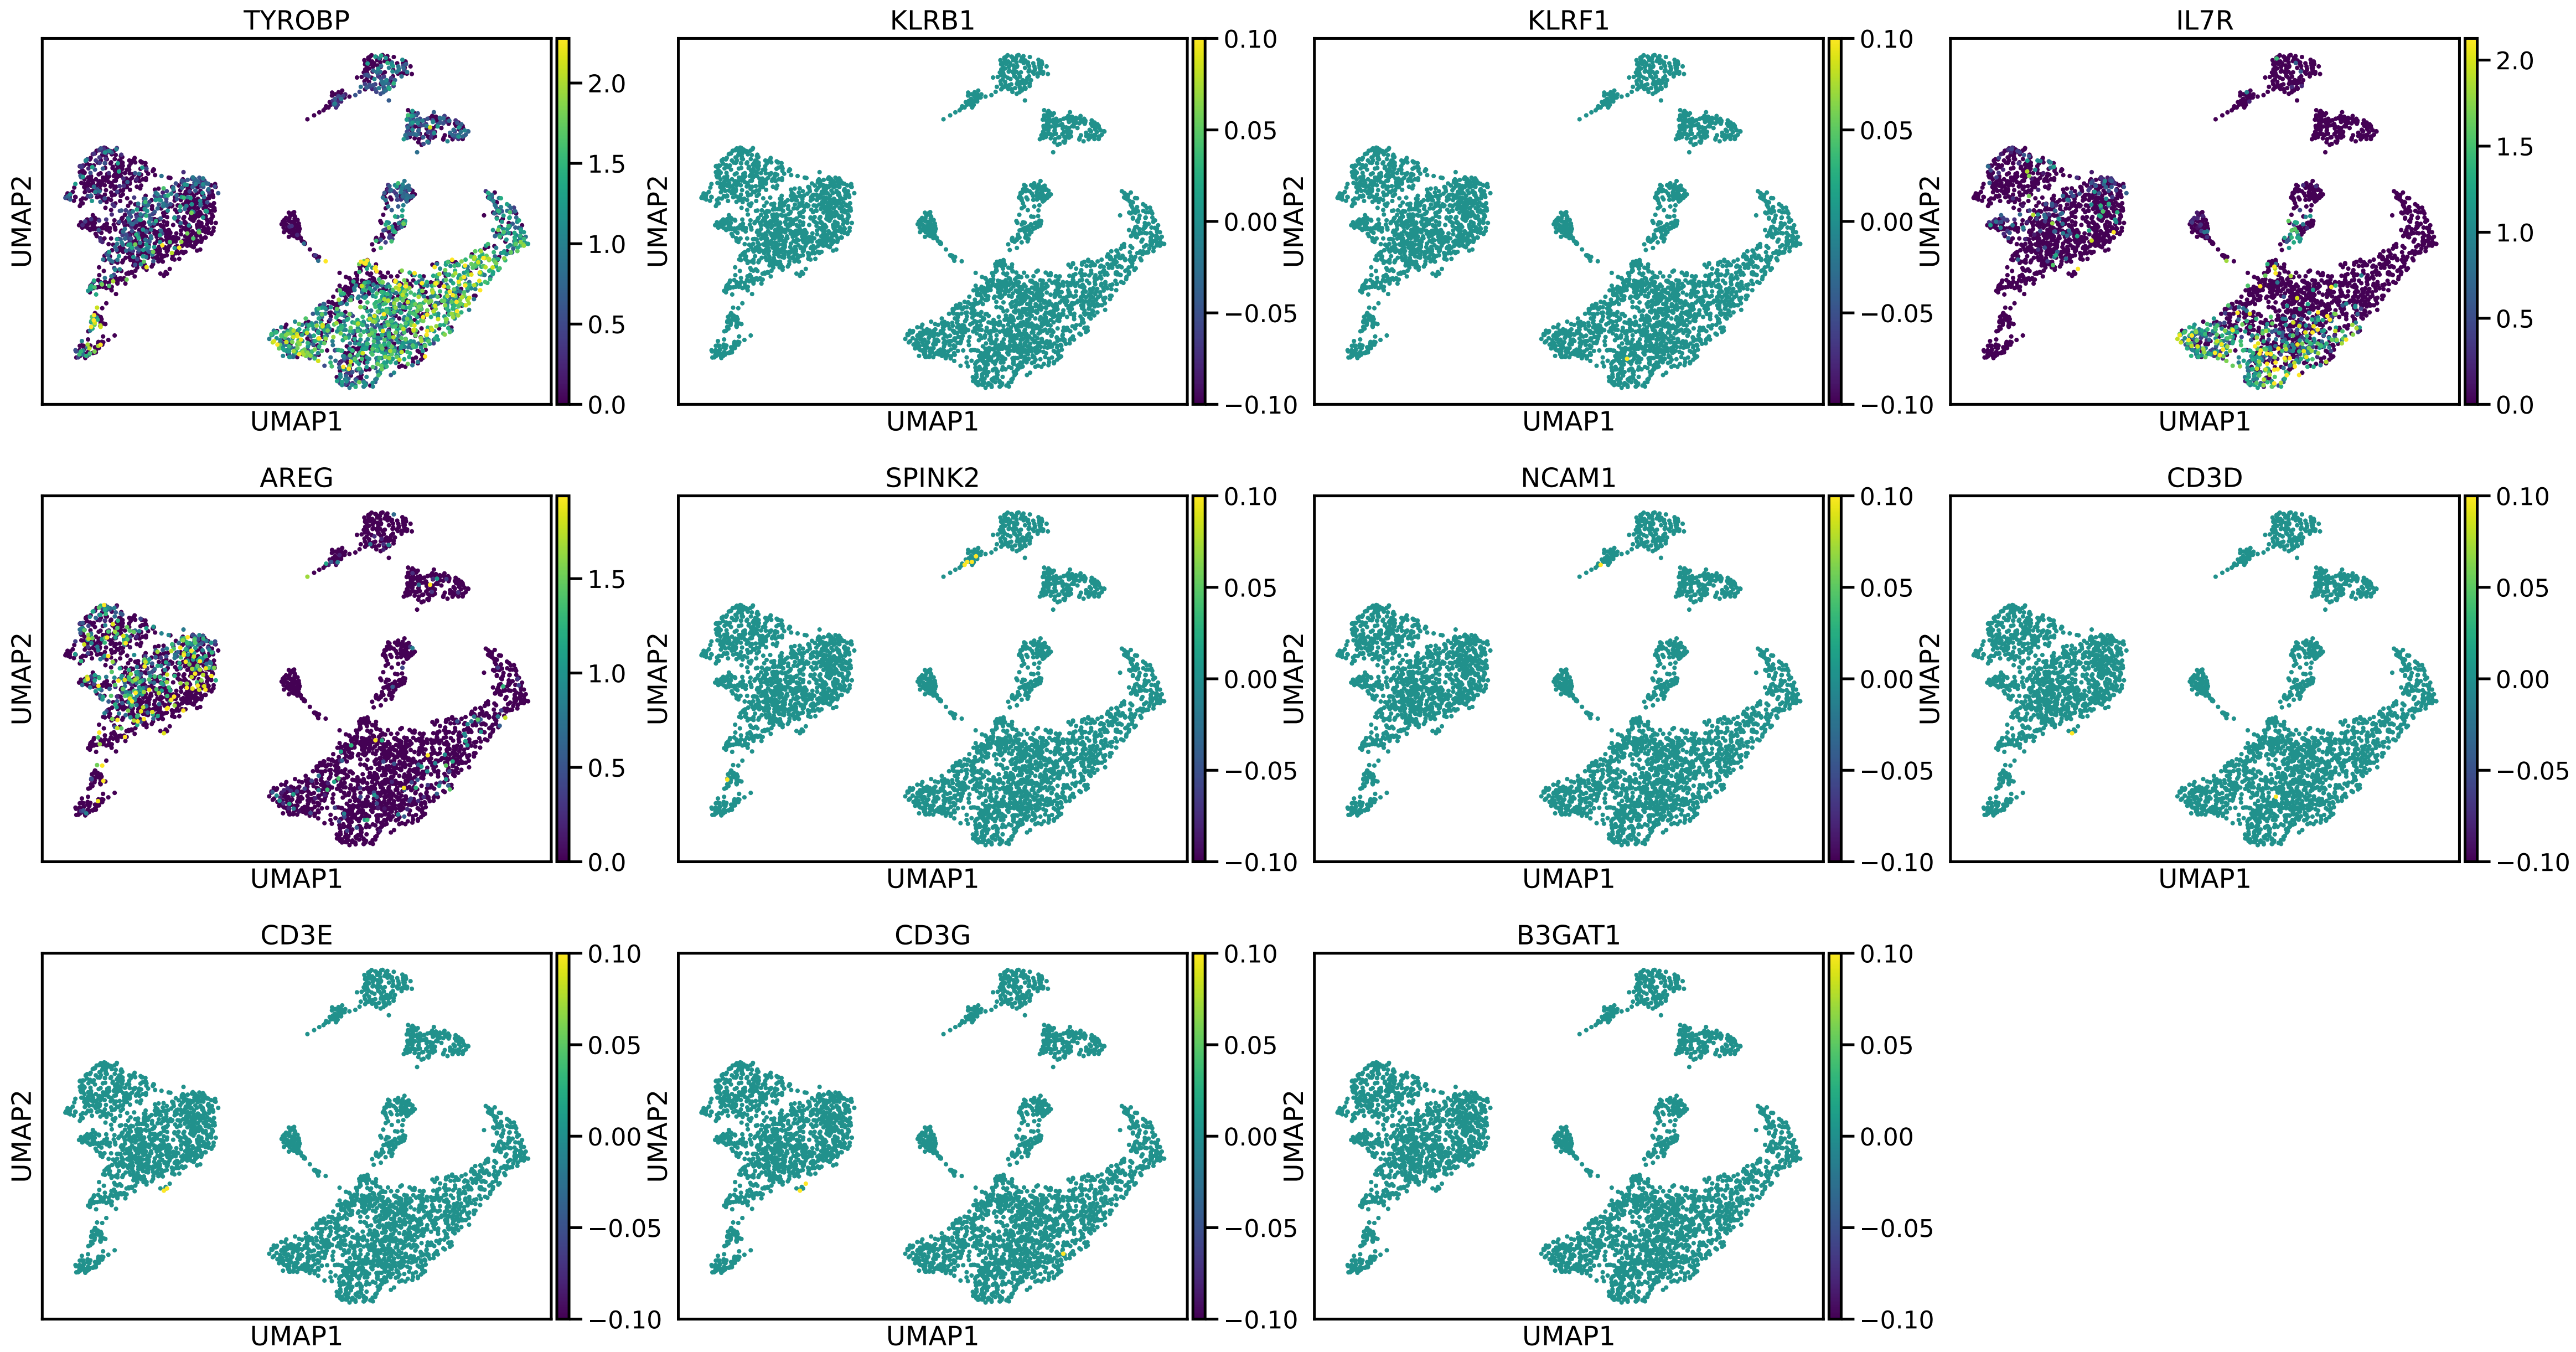 TYROBP
2.0
1.5
1.0
0.5
0.0
UMAP2
UMAP1
KLRB1
0.10
0.05
0.00
−0.05
−0.10
UMAP2
UMAP1
KLRF1
0.10
0.05
0.00
−0.05
−0.10
UMAP2
UMAP1
IL7R
2.0
1.5
1.0
0.5
0.0
UMAP2
UMAP1
AREG
1.5
1.0
0.5
0.0
UMAP2
UMAP1
SPINK2
0.10
0.05
0.00
−0.05
−0.10
UMAP2
UMAP1
NCAM1
0.10
0.05
0.00
−0.05
−0.10
UMAP2
UMAP1
CD3D
0.10
0.05
0.00
−0.05
−0.10
UMAP2
UMAP1
CD3E
0.10
0.05
0.00
−0.05
−0.10
UMAP2
UMAP1
CD3G
0.10
0.05
0.00
−0.05
−0.10
UMAP2
UMAP1
B3GAT1
0.10
0.05
0.00
−0.05
−0.10
UMAP2
UMAP1